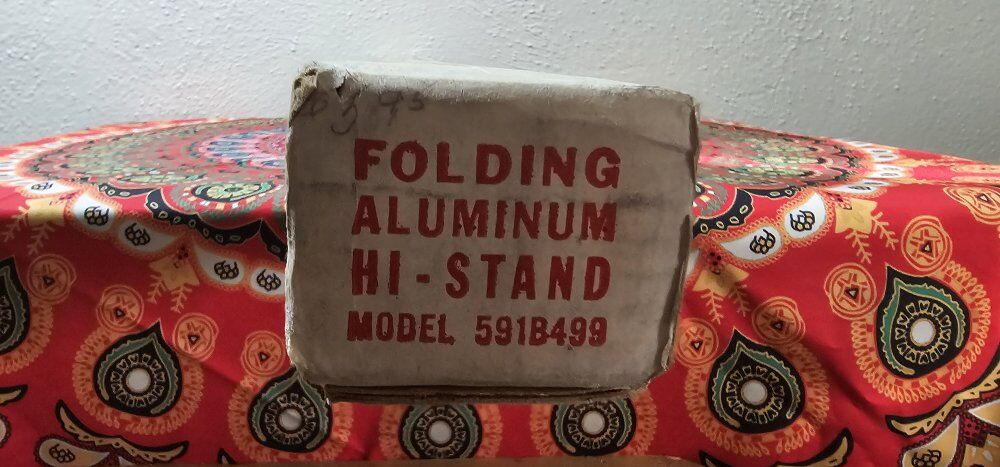 FOLDING
ALUMINUM
HI-STAND
MODEL 591B499